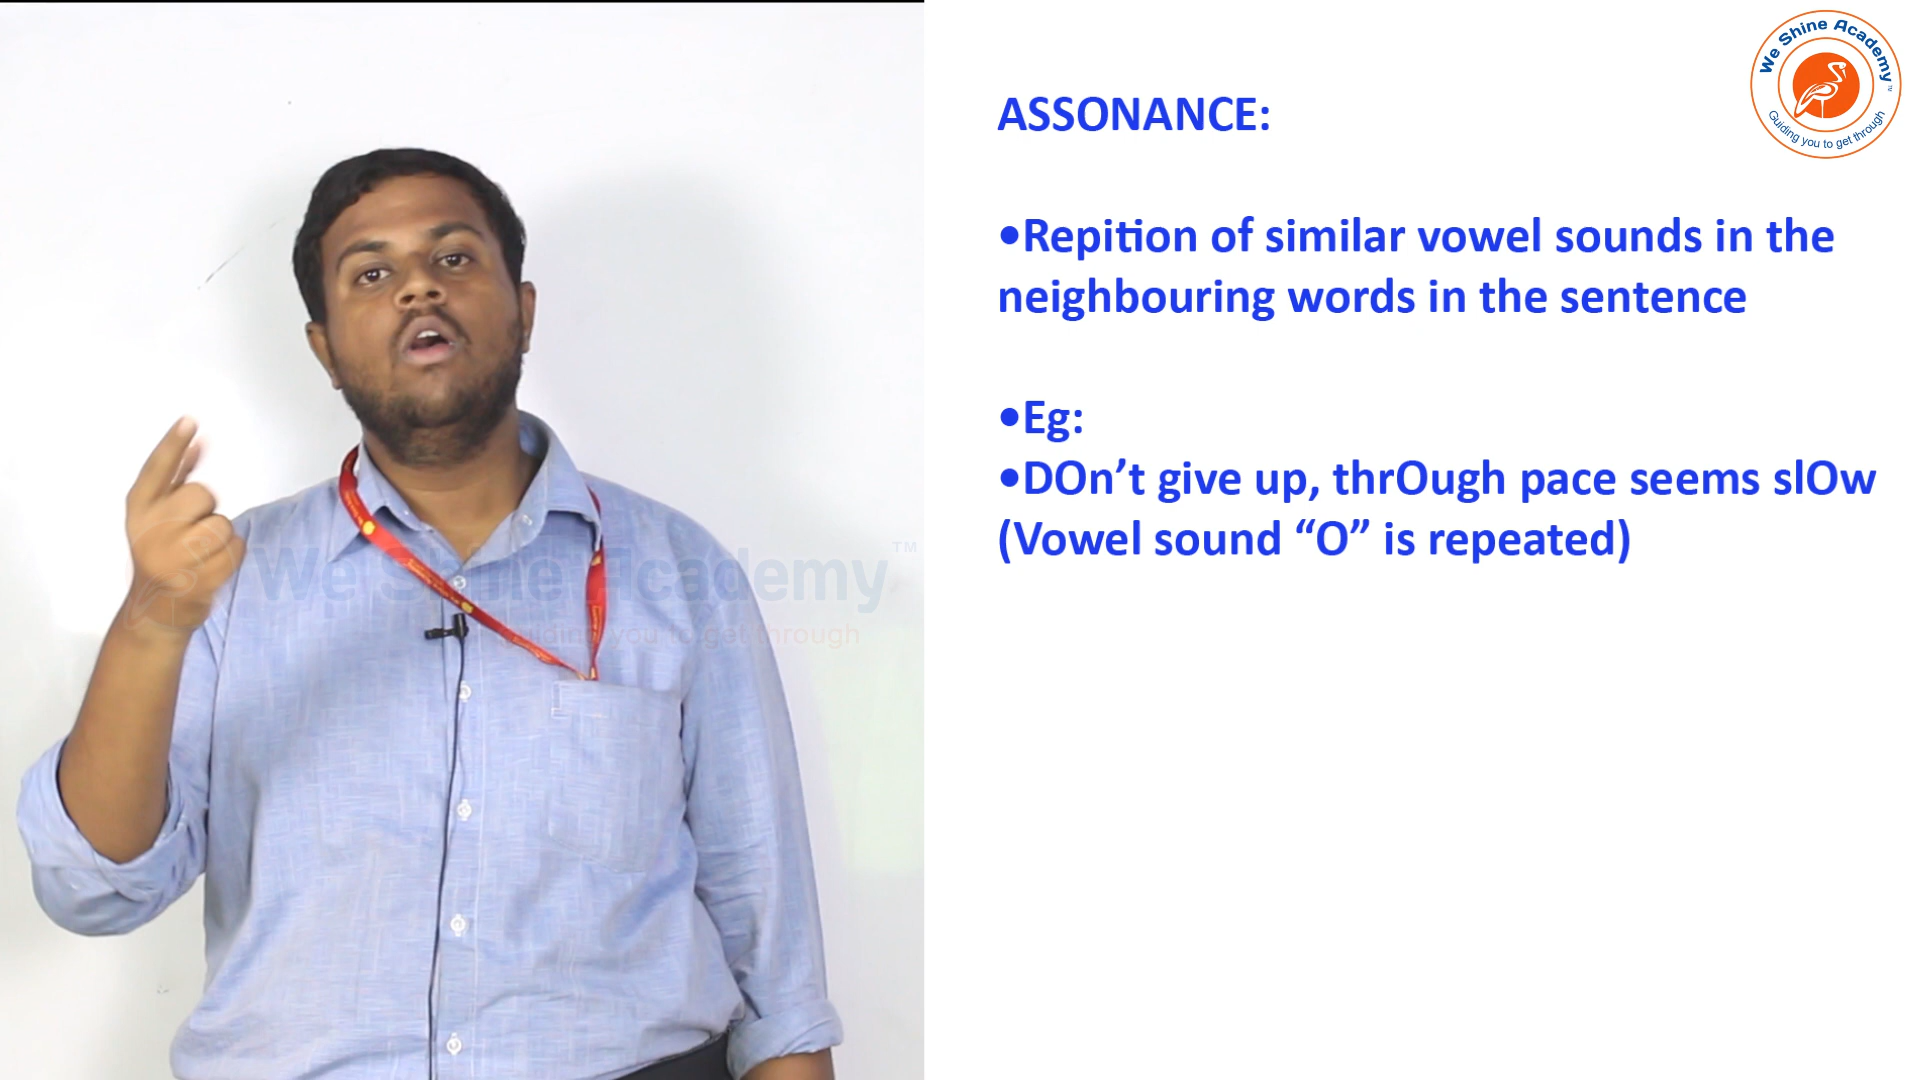 We Shine Academy
TM
Guiding you to get through
ASSONANCE:
•Repition of similar vowel sounds in the
neighbouring words in the sentence
•Eg:
•DOn’t give up, thrOugh pace seems slOw
(Vowel sound “O” is repeated)
We Shine Academy TM
guiding you to get through